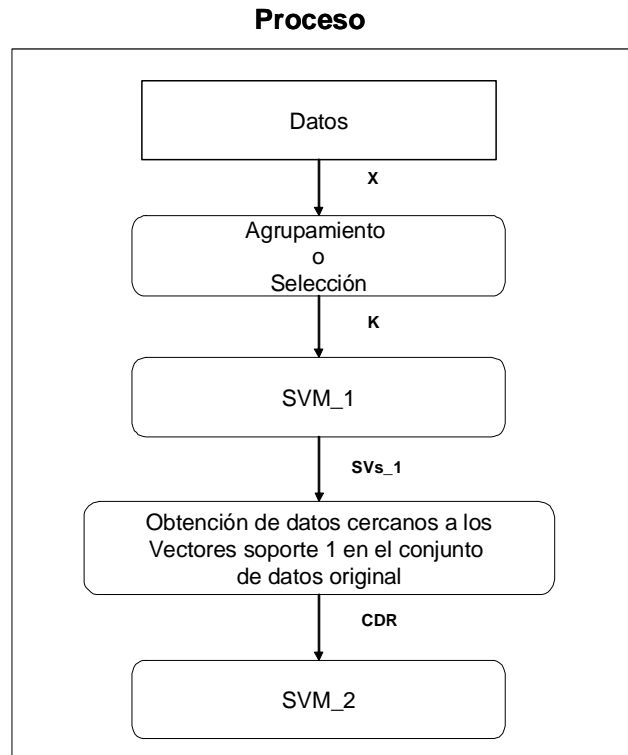 Proceso
Datos
X
Agrupamiento
o
Selección
K
SVM_1
SVs_1
Obtención de datos cercanos a los
Vectores soporte 1 en el conjunto
de datos original
CDR
SVM_2